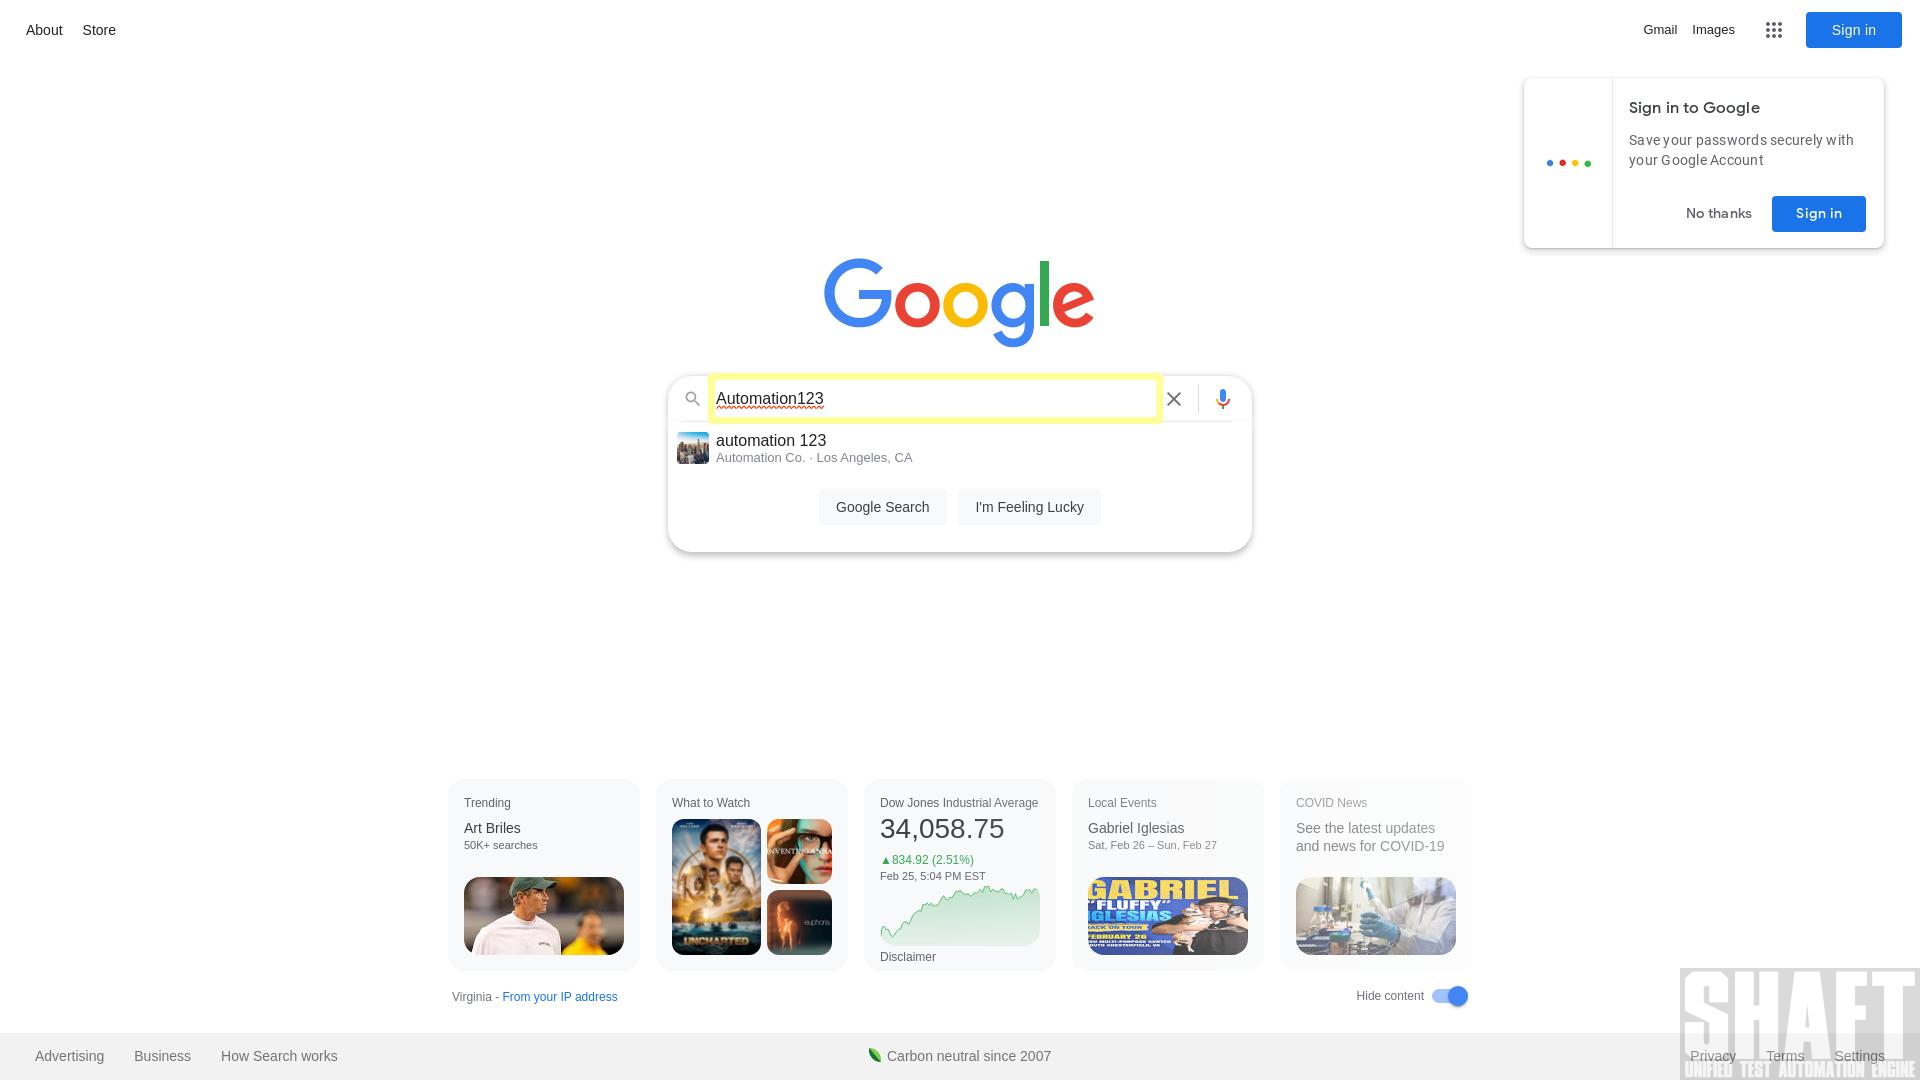 About Store
Gmail Images Sign in
Sign in to Google
Save your passwords securely with
your Google Account
No thanks Sign in
Google
Automation123
automation 123
Automation Co. · Los Angeles, CA
Google Search I'm Feeling Lucky
Trending
Art Briles
50K+ searches
What to Watch
UNCHARTED
INVENTING ANNA
euphoria
Dow Jones Industrial Average
34,058.75
▲834.92 (2.51%)
Feb 25, 5:04 PM EST
Disclaimer
Local Events
Gabriel Iglesias
Sat, Feb 26 – Sun, Feb 27
GABRIEL
"FLUFFY"
IGLESIAS
BACK ON TOUR
FEBRUARY 26
COVID News
See the latest updates
and news for COVID-19
Virginia - From your IP address
Hide content
Advertising Business How Search works
Carbon neutral since 2007
Privacy Terms Settings
SHAFT
UNIFIED TEST AUTOMATION ENGINE